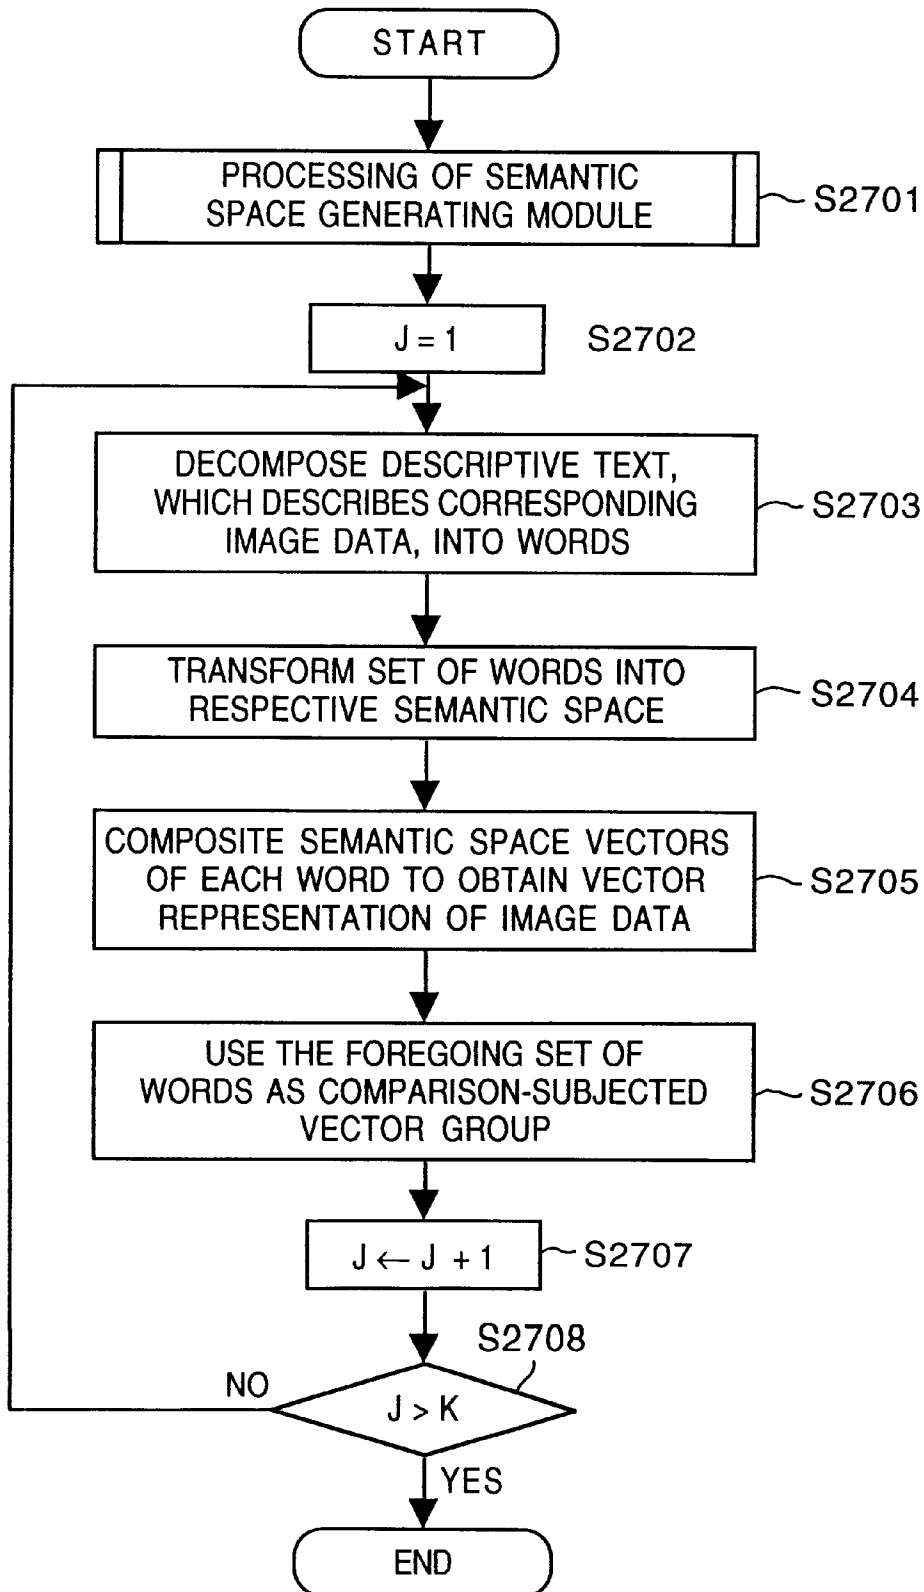 START
PROCESSING OF SEMANTIC
SPACE GENERATING MODULE
S2701
J = 1
S2702
DECOMPOSE DESCRIPTIVE TEXT,
WHICH DESCRIBES CORRESPONDING
IMAGE DATA, INTO WORDS
S2703
TRANSFORM SET OF WORDS INTO
RESPECTIVE SEMANTIC SPACE
S2704
COMPOSITE SEMANTIC SPACE VECTORS
OF EACH WORD TO OBTAIN VECTOR
REPRESENTATION OF IMAGE DATA
S2705
USE THE FOREGOING SET OF
WORDS AS COMPARISON-SUBJECTED
VECTOR GROUP
S2706
J ← J + 1
S2707
S2708
NO
J > K
YES
END